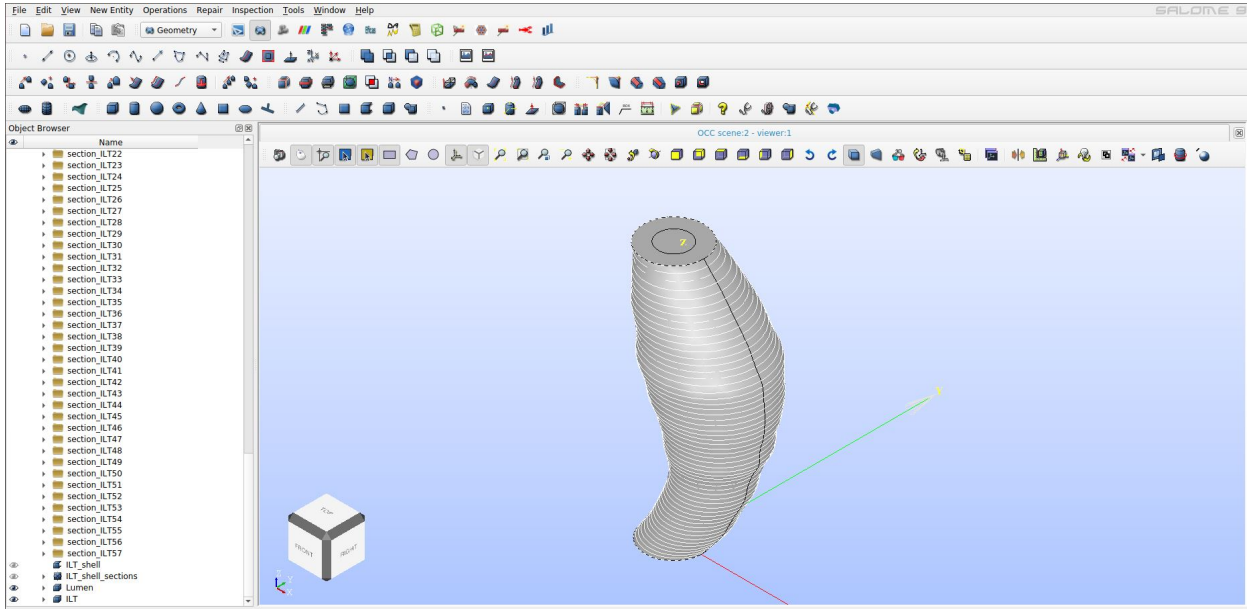 File Edit View New Entity Operations Repair Inspection Tools Window Help
SALOME 9
Geometry
Object Browser
OCC scene:2 - viewer:1
Name
section_ILT22
section_ILT23
section_ILT24
section_ILT25
section_ILT26
section_ILT27
section_ILT28
section_ILT29
section_ILT30
section_ILT31
section_ILT32
section_ILT33
section_ILT34
section_ILT35
section_ILT36
section_ILT37
section_ILT38
section_ILT39
section_ILT40
section_ILT41
section_ILT42
section_ILT43
section_ILT44
section_ILT45
section_ILT46
section_ILT47
section_ILT48
section_ILT49
section_ILT50
section_ILT51
section_ILT52
section_ILT53
section_ILT54
section_ILT55
section_ILT56
section_ILT57
ILT_shell
ILT_shell_sections
Lumen
ILT
Z
Y
TOP
FRONT
RIGHT
Z
Y
X